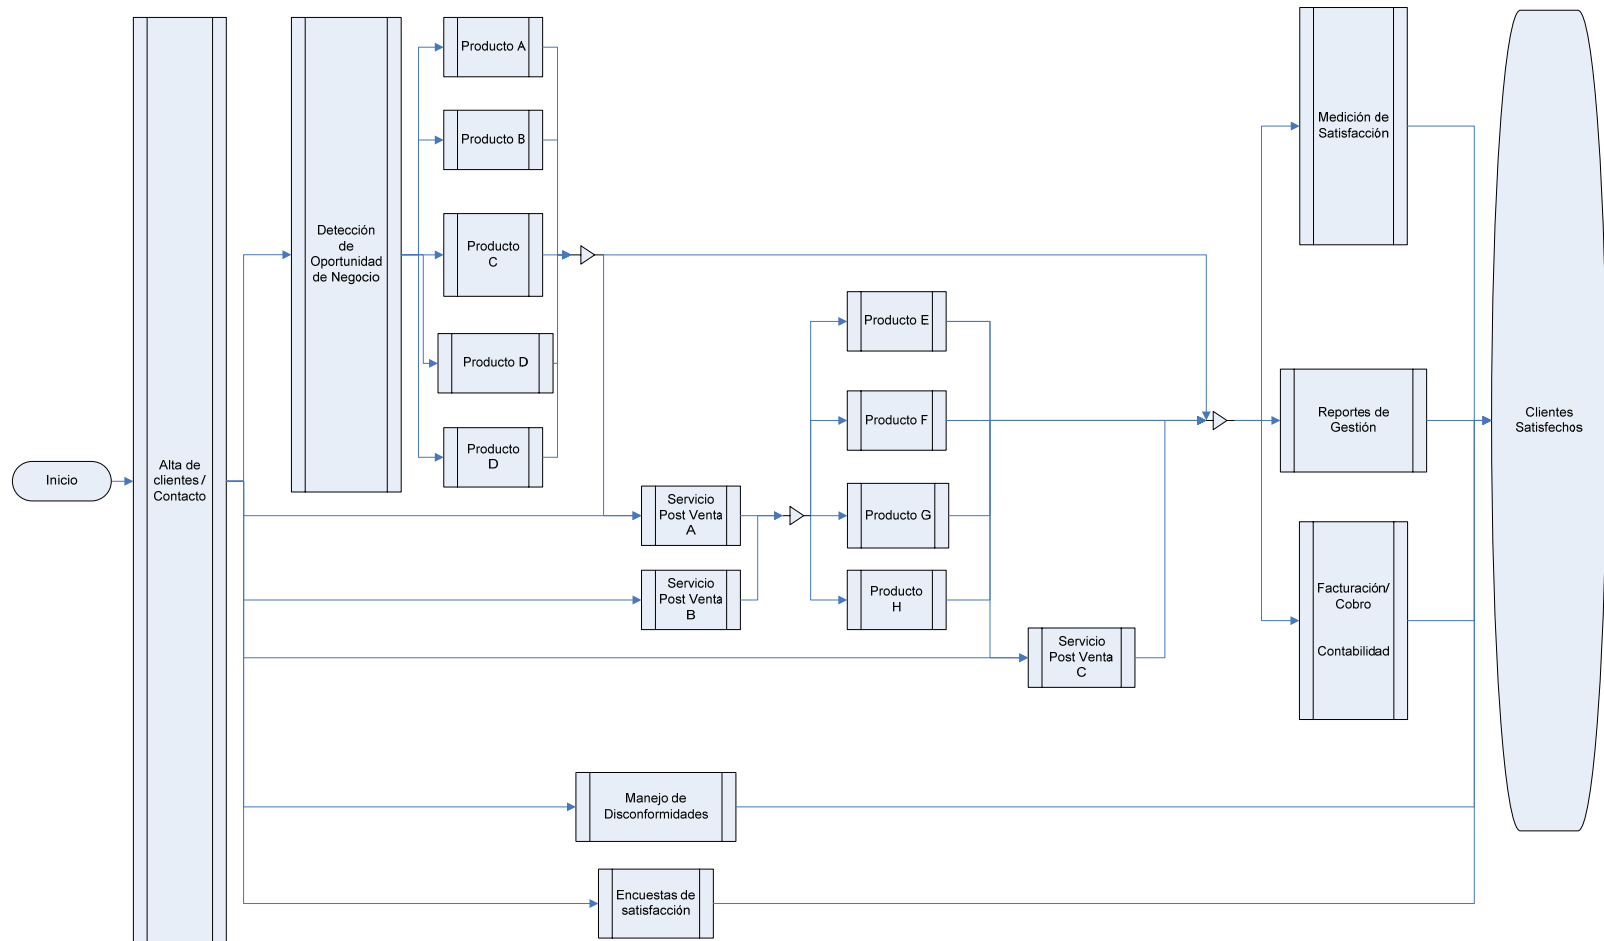 Inicio
Alta de
clientes /
Contacto
Detección
de
Oportunidad
de Negocio
Producto A
Producto B
Producto
C
Producto D
Producto
D
Servicio
Post Venta
A
Servicio
Post Venta
B
Producto E
Producto F
Producto G
Producto
H
Servicio
Post Venta
C
Manejo de
Disconformidades
Encuestas de
satisfacción
Medición de
Satisfacción
Reportes de
Gestión
Facturación/
Cobro
Contabilidad
Clientes
Satisfechos